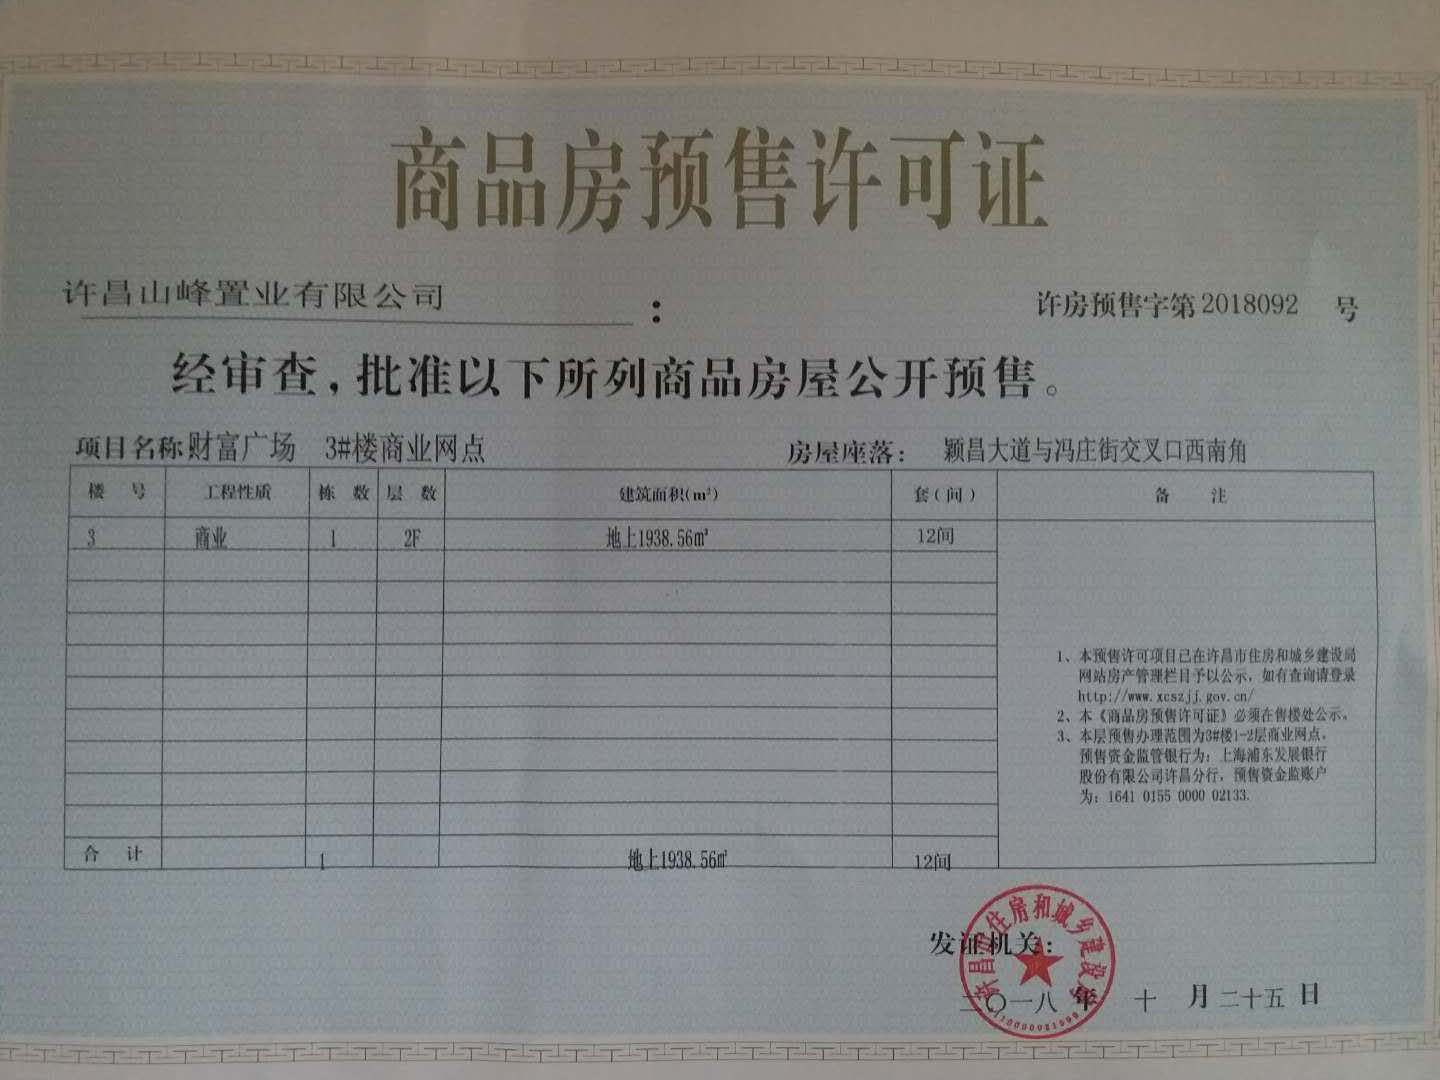 商品房预售许可证
许昌山峰置业有限公司 : 许房预售字第 2018092 号
经审查,批准以下所列商品房屋公开预售。
项目名称 财富广场 3#楼商业网点 房屋座落: 颍昌大道与冯庄街交叉口西南角
楼 号 工程性质 栋 数 层 数 建筑面积(m²) 套(间) 备 注
3 商业 1 2F 地上1938.56㎡ 12间
1、本预售许可项目已在许昌市住房和城乡建设局
网站房产管理栏目予以公示,如有查询请登录
http://www.xcszjj.gov.cn/
2、本《商品房预售许可证》必须在售楼处公示。
3、本层预售办理范围为3#楼1-2层商业网点。
预售资金监管银行为:上海浦东发展银行
股份有限公司许昌分行,预售资金监账户
为:1641 0155 0000 02133.
合 计 1 地上1938.56㎡ 12间
发证机关:
许昌市住房和城乡建设局
二〇一八 年 十 月 二十五 日